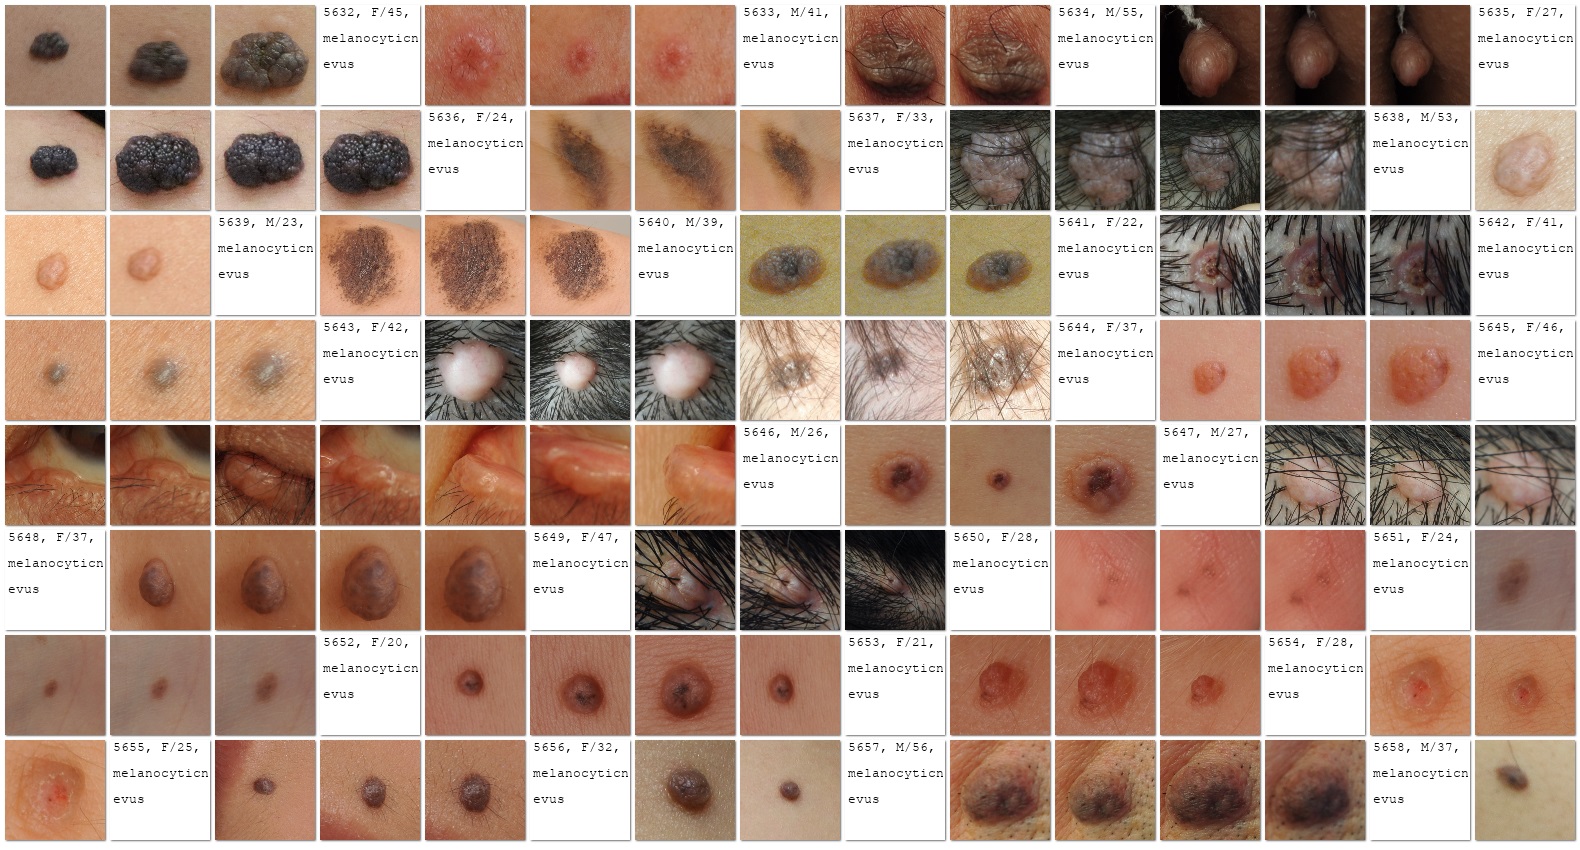 5632, F/45,
melanocyticn
evus
5633, M/41,
melanocyticn
evus
5634, M/55,
melanocyticn
evus
5635, F/27,
melanocyticn
evus
5636, F/24,
melanocyticn
evus
5637, F/33,
melanocyticn
evus
5638, M/53,
melanocyticn
evus
5639, M/23,
melanocyticn
evus
5640, M/39,
melanocyticn
evus
5641, F/22,
melanocyticn
evus
5642, F/41,
melanocyticn
evus
5643, F/42,
melanocyticn
evus
5644, F/37,
melanocyticn
evus
5645, F/46,
melanocyticn
evus
5646, M/26,
melanocyticn
evus
5647, M/27,
melanocyticn
evus
5648, F/37,
melanocyticn
evus
5649, F/47,
melanocyticn
evus
5650, F/28,
melanocyticn
evus
5651, F/24,
melanocyticn
evus
5652, F/20,
melanocyticn
evus
5653, F/21,
melanocyticn
evus
5654, F/28,
melanocyticn
evus
5655, F/25,
melanocyticn
evus
5656, F/32,
melanocyticn
evus
5657, M/56,
melanocyticn
evus
5658, M/37,
melanocyticn
evus